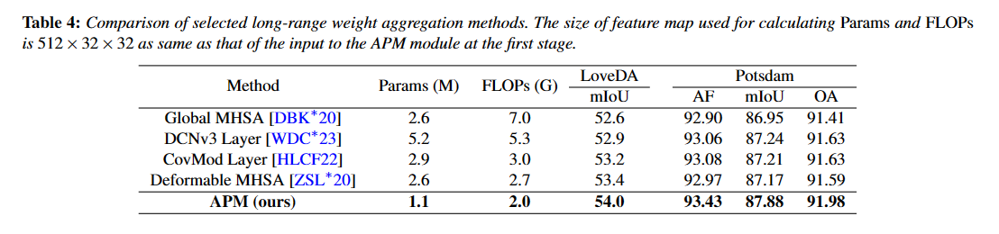 Table 4: Comparison of selected long-range weight aggregation methods. The size of feature map used for calculating Params and FLOPs
is 512 × 32 × 32 as same as that of the input to the APM module at the first stage.
Method Params (M) FLOPs (G) LoveDA Potsdam
mIoU AF mIoU OA
Global MHSA [DBK*20] 2.6 7.0 52.6 92.90 86.95 91.41
DCNv3 Layer [WDC*23] 5.2 5.3 52.9 93.06 87.24 91.63
CovMod Layer [HLCF22] 2.9 3.0 53.2 93.08 87.21 91.63
Deformable MHSA [ZSL*20] 2.6 2.7 53.4 92.97 87.17 91.59
APM (ours) 1.1 2.0 54.0 93.43 87.88 91.98